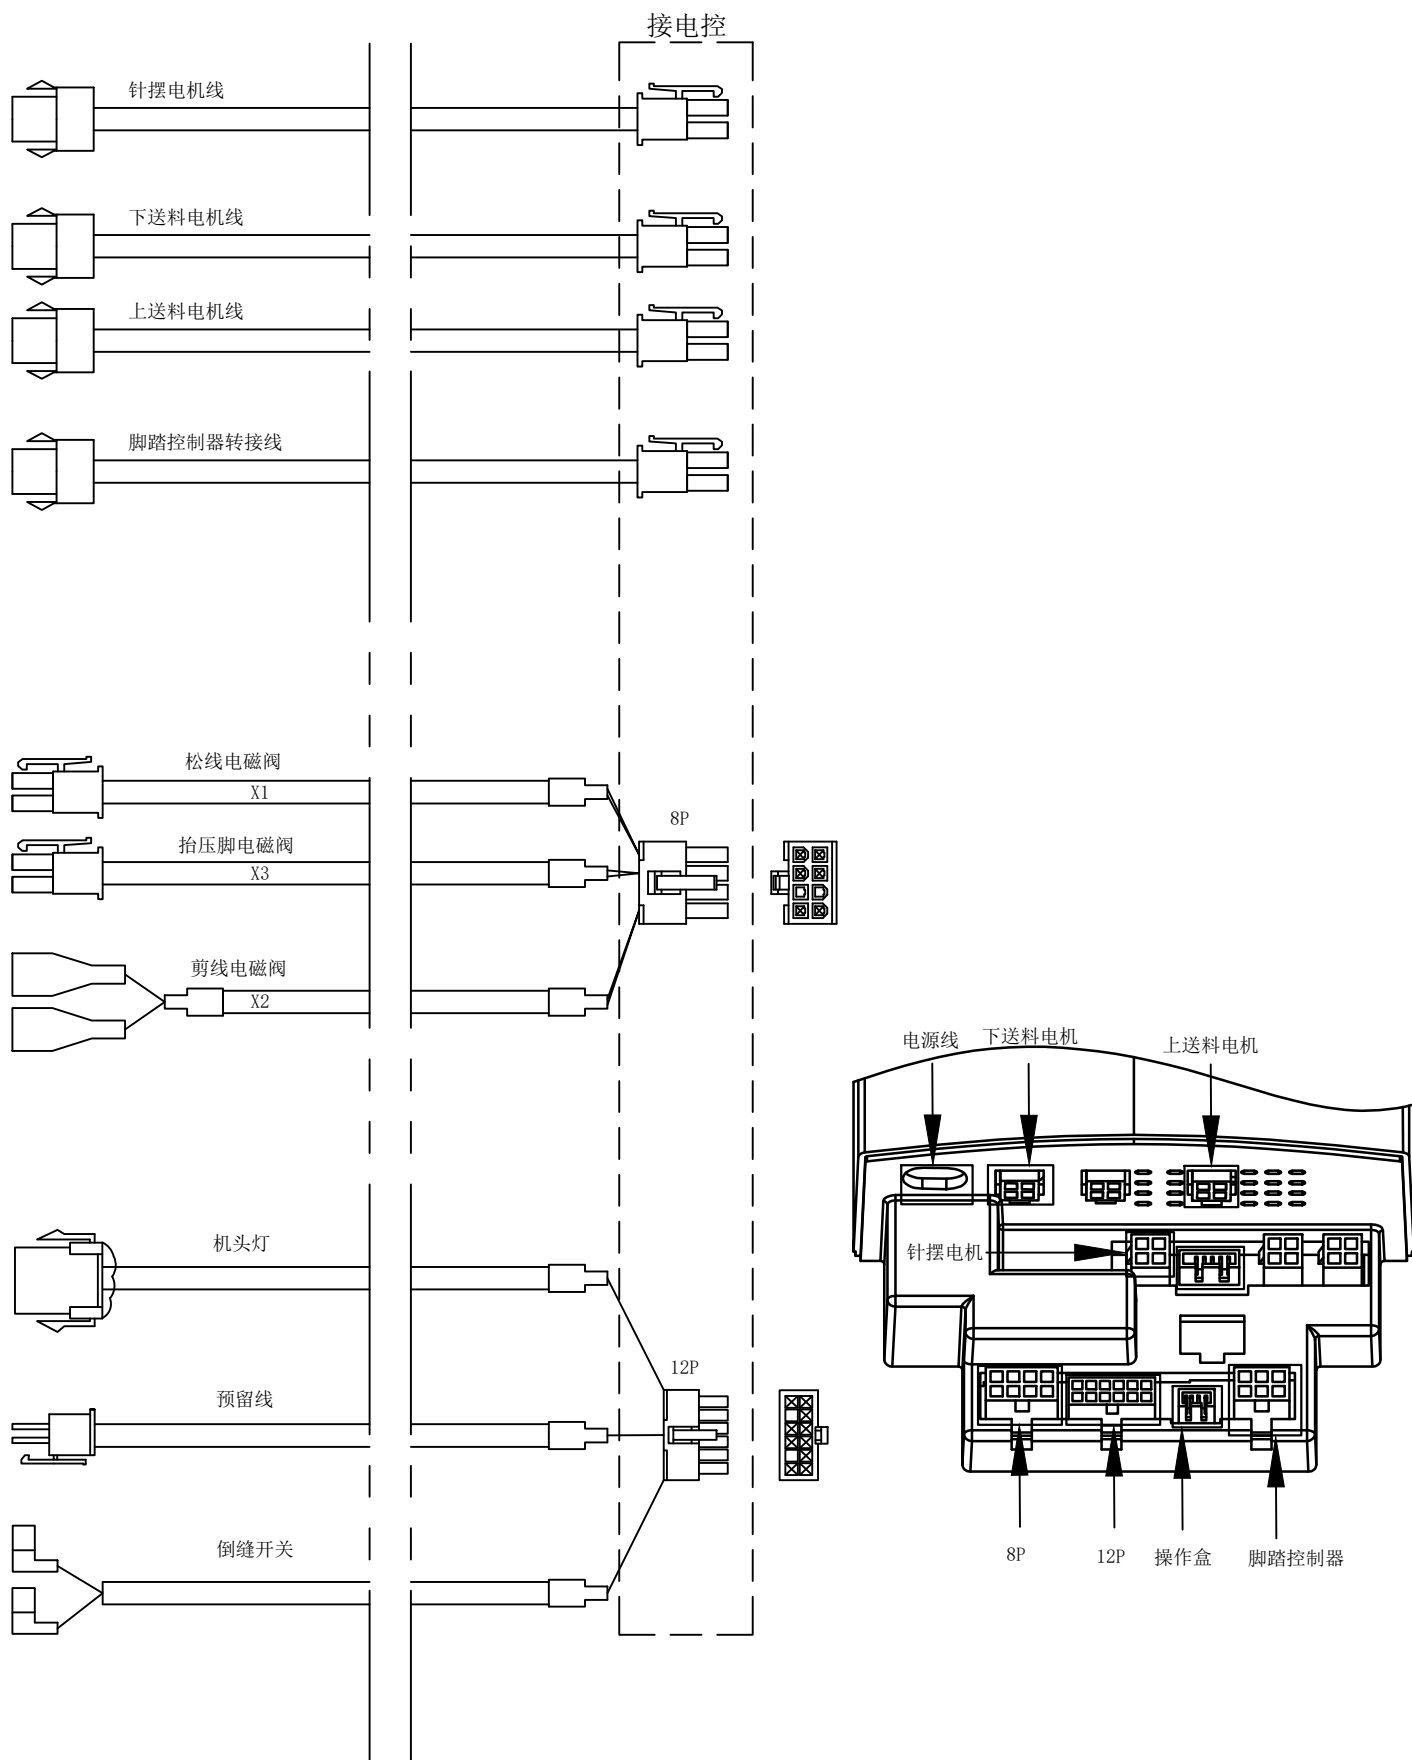 接电控
针摆电机线
下送料电机线
上送料电机线
脚踏控制器转接线
松线电磁阀
X1
8P
抬压脚电磁阀
X3
剪线电磁阀
X2
机头灯
12P
预留线
倒缝开关
电源线
下送料电机
上送料电机
针摆电机
8P
12P
操作盒
脚踏控制器